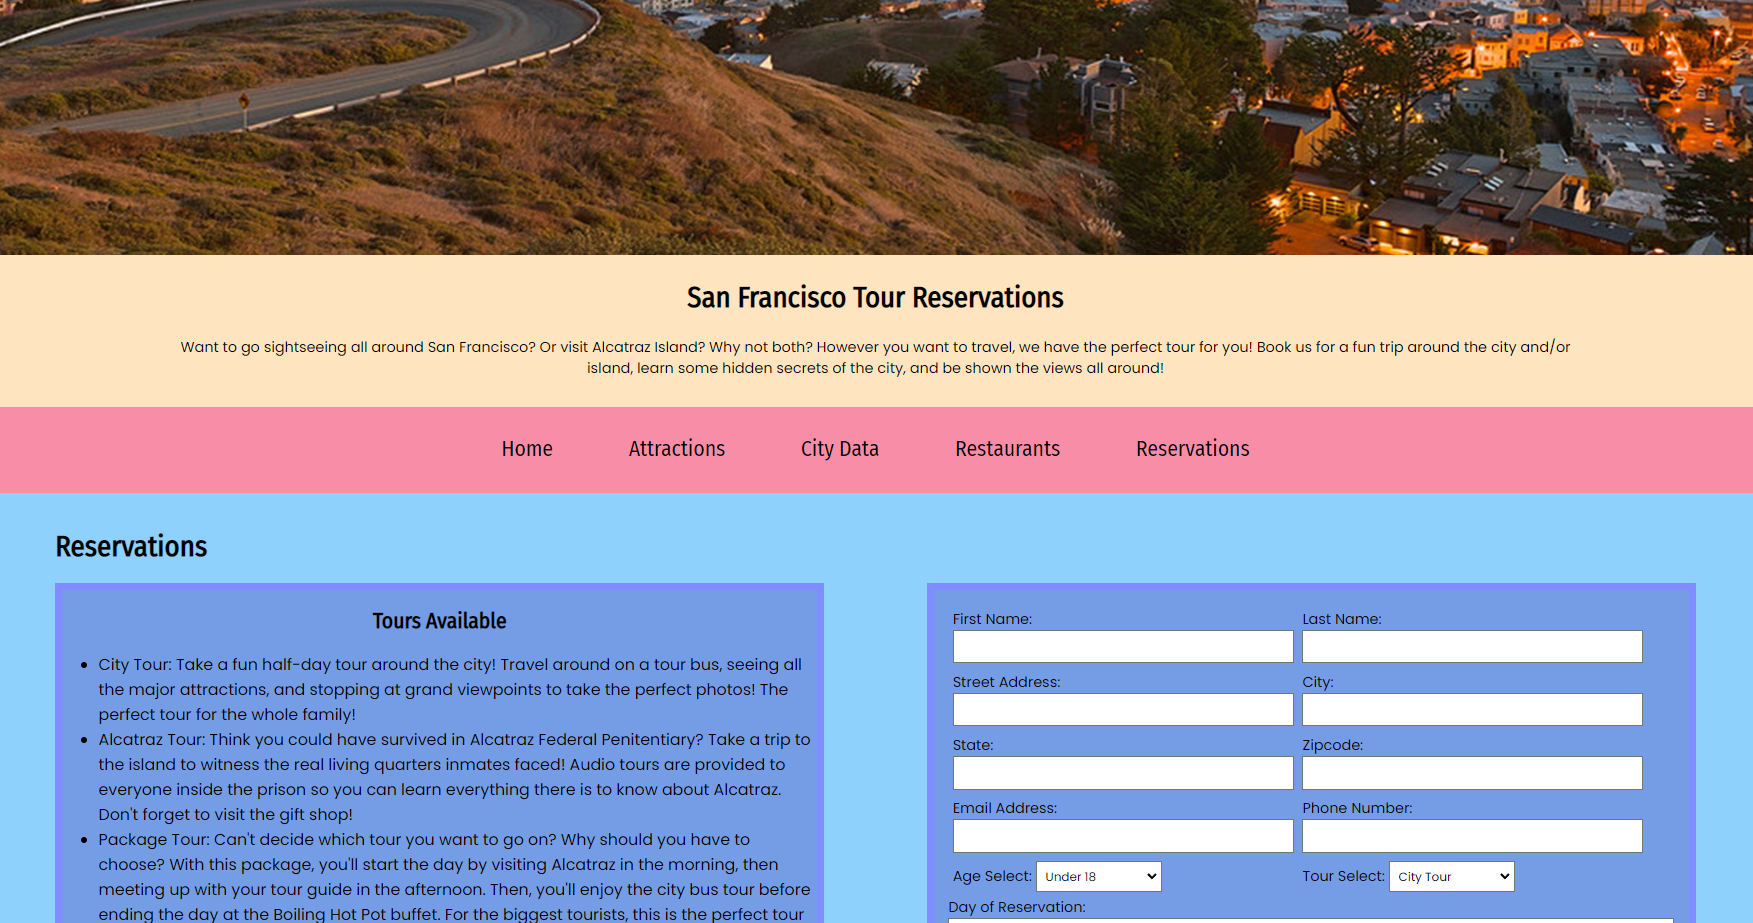 San Francisco Tour Reservations
Want to go sightseeing all around San Francisco? Or visit Alcatraz Island? Why not both? However you want to travel, we have the perfect tour for you! Book us for a fun trip around the city and/or
island, learn some hidden secrets of the city, and be shown the views all around!
Home Attractions City Data Restaurants Reservations
Reservations
Tours Available
City Tour: Take a fun half-day tour around the city! Travel around on a tour bus, seeing all
the major attractions, and stopping at grand viewpoints to take the perfect photos! The
perfect tour for the whole family!
Alcatraz Tour: Think you could have survived in Alcatraz Federal Penitentiary? Take a trip to
the island to witness the real living quarters inmates faced! Audio tours are provided to
everyone inside the prison so you can learn everything there is to know about Alcatraz.
Don't forget to visit the gift shop!
Package Tour: Can't decide which tour you want to go on? Why should you have to
choose? With this package, you'll start the day by visiting Alcatraz in the morning, then
meeting up with your tour guide in the afternoon. Then, you'll enjoy the city bus tour before
ending the day at the Boiling Hot Pot buffet. For the biggest tourists, this is the perfect tour
First Name: Last Name:
Street Address: City:
State: Zipcode:
Email Address: Phone Number:
Age Select: Under 18 Tour Select: City Tour
Day of Reservation: